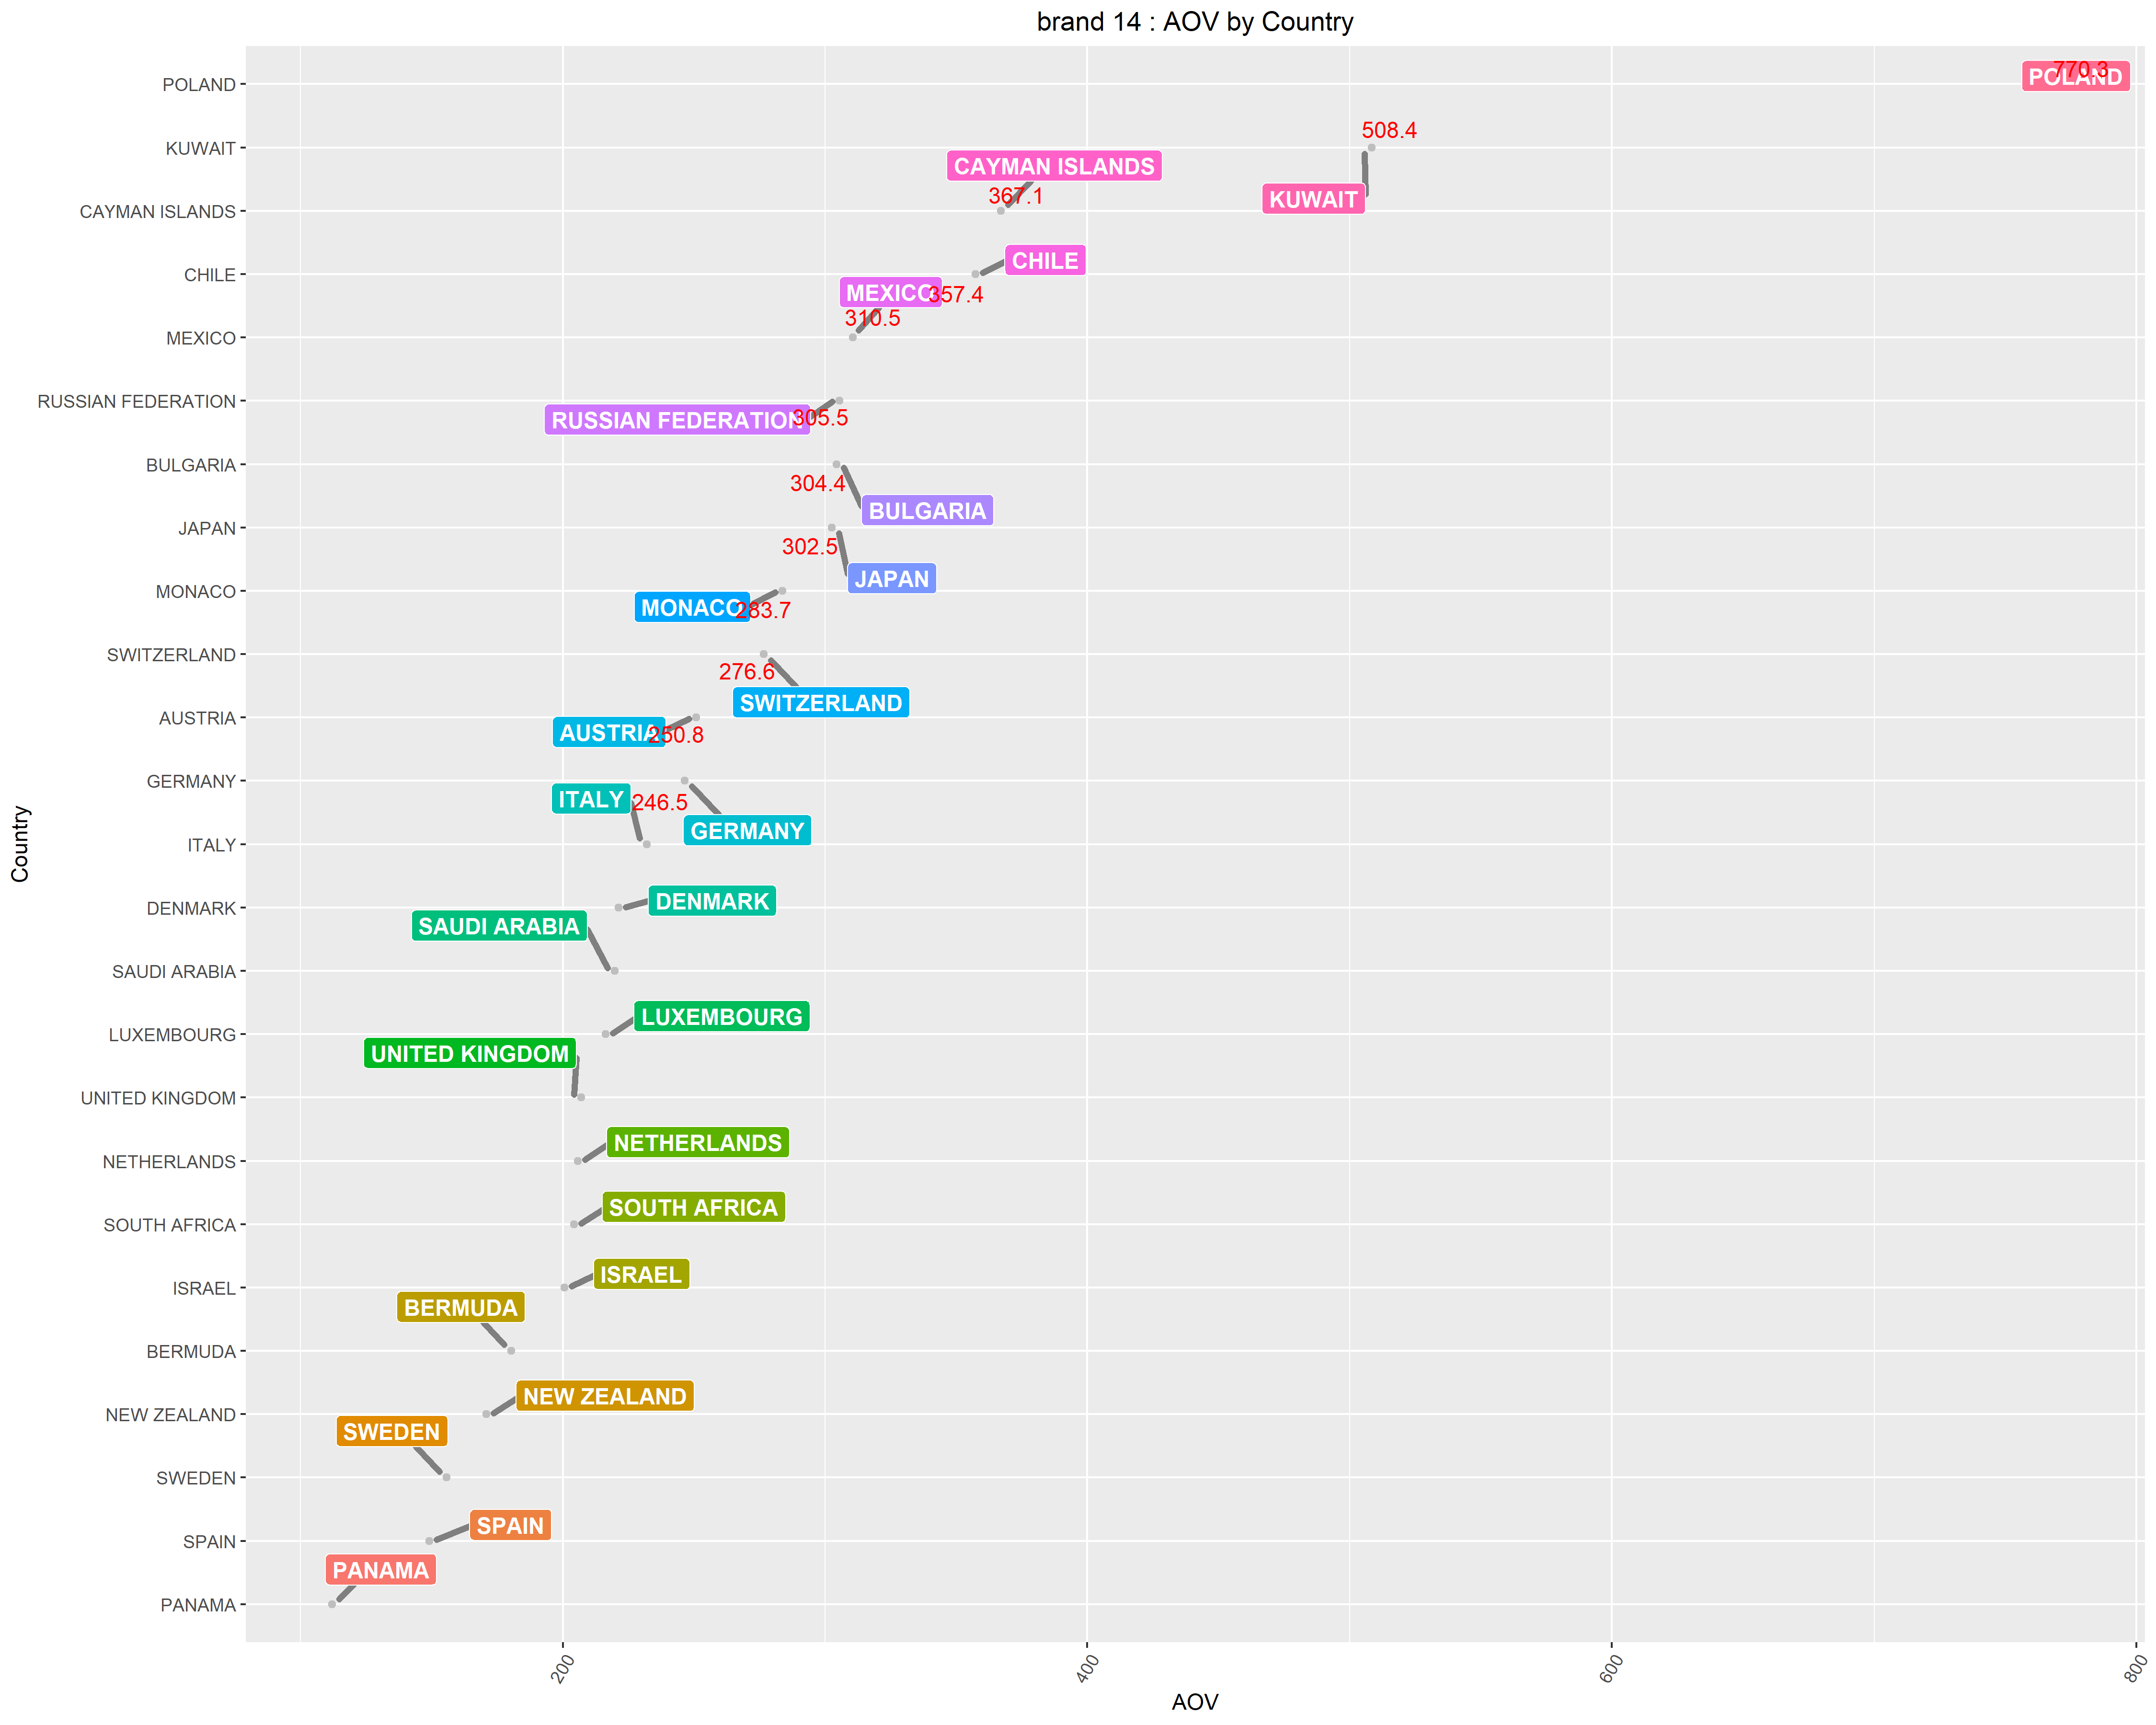 brand 14 : AOV by Country
POLAND
770.3
POLAND
508.4
KUWAIT
CAYMAN ISLANDS
KUWAIT
367.1
CAYMAN ISLANDS
CHILE
CHILE
MEXICO
357.4
310.5
MEXICO
RUSSIAN FEDERATION
RUSSIAN FEDERATION
305.5
BULGARIA
304.4
BULGARIA
JAPAN
302.5
JAPAN
MONACO
MONACO
283.7
SWITZERLAND
276.6
SWITZERLAND
AUSTRIA
AUSTRIA
250.8
GERMANY
ITALY
246.5
GERMANY
ITALY
DENMARK
DENMARK
SAUDI ARABIA
SAUDI ARABIA
LUXEMBOURG
LUXEMBOURG
UNITED KINGDOM
UNITED KINGDOM
NETHERLANDS
NETHERLANDS
SOUTH AFRICA
SOUTH AFRICA
ISRAEL
ISRAEL
BERMUDA
BERMUDA
NEW ZEALAND
NEW ZEALAND
SWEDEN
SWEDEN
SPAIN
SPAIN
PANAMA
PANAMA
Country
200
400
600
800
AOV